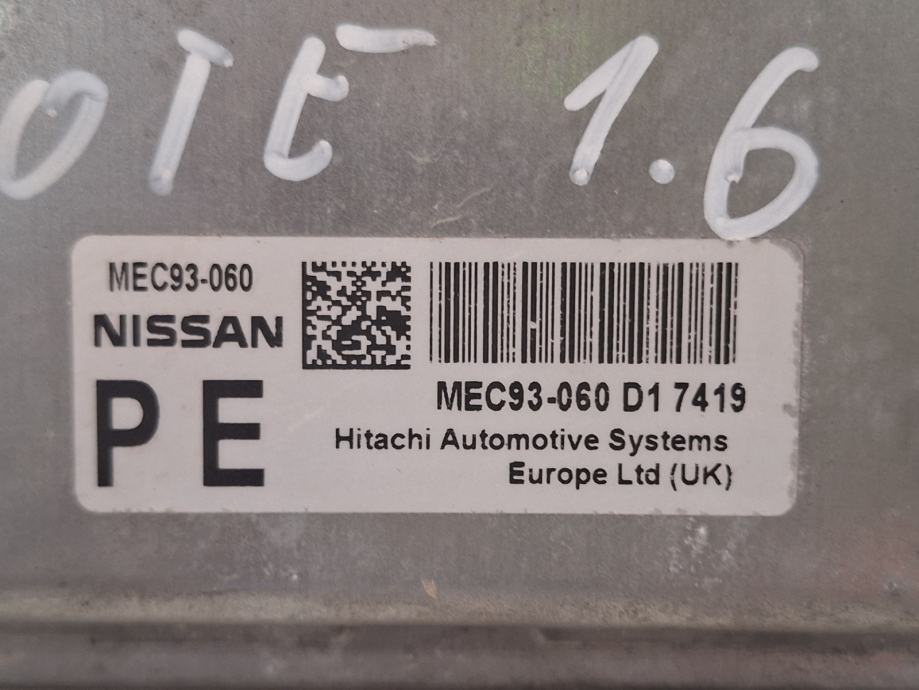 OTE 1.6
MEC93-060
NISSAN
PE
MEC93-060 D1 7419
Hitachi Automotive Systems
Europe Ltd (UK)